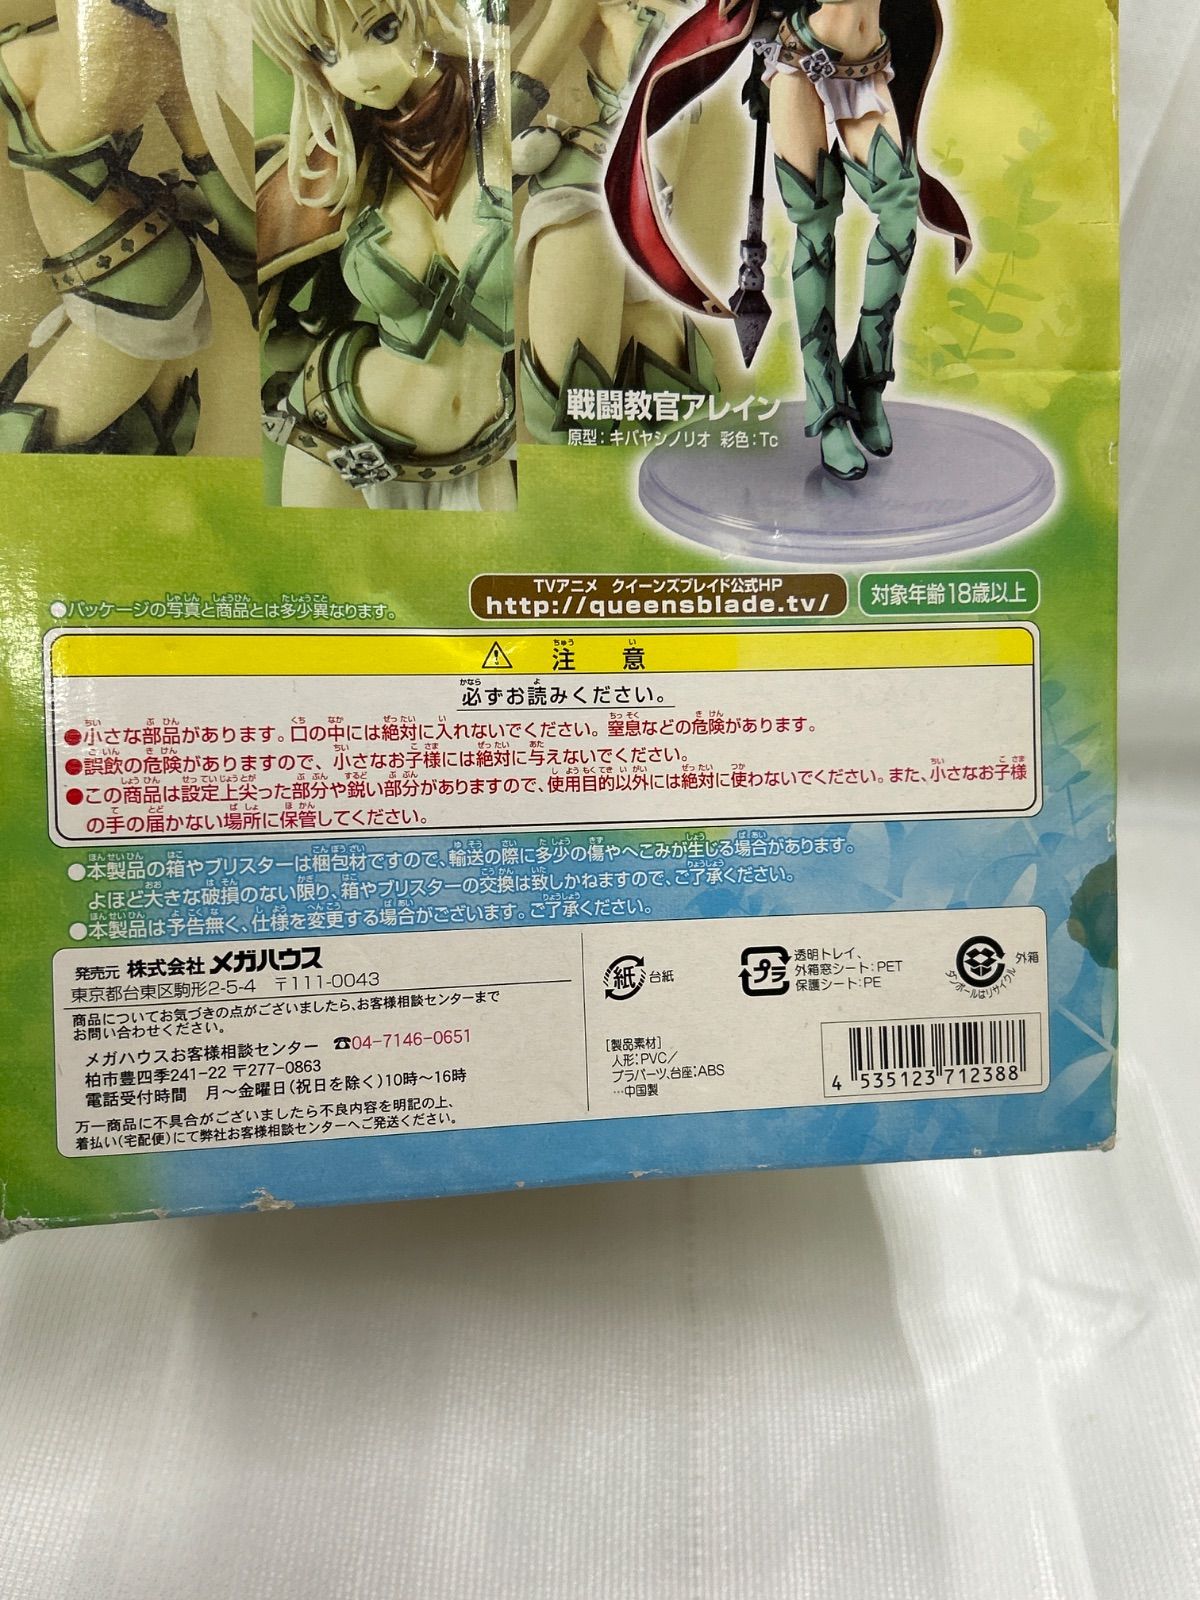 戦闘教官アレイン
原型：キバヤシノリオ 彩色：Tc
TVアニメ クイーンズブレイド公式HP
http://queensblade.tv/
対象年齢18歳以上
●パッケージの写真と商品とは多少異なります。
⚠ 注意
必ずお読みください。
●小さな部品があります。口の中には絶対に入れないでください。窒息などの危険があります。
●誤飲の危険がありますので、小さなお子様には絶対に与えないでください。
●この商品は設定上尖った部分や鋭い部分がありますので、使用目的以外には絶対に使わないでください。また、小さなお子様
の手の届かない場所に保管してください。
●本製品の箱やブリスターは梱包材ですので、輸送の際に多少の傷やへこみが生じる場合があります。
よほど大きな破損のない限り、箱やブリスターの交換は致しかねますので、ご了承ください。
●本製品は予告無く、仕様を変更する場合がございます。ご了承ください。
発売元 株式会社 メガハウス
東京都台東区駒形2-5-4 〒111-0043
商品についてお気づきの点がございましたら、お客様相談センターまで
お問い合わせください。
メガハウスお客様相談センター ☎04-7146-0651
柏市豊四季241-22 〒277-0863
電話受付時間 月～金曜日(祝日を除く)10時～16時
万一商品に不具合がございましたら不良内容を明記の上、
着払い(宅配便)にて弊社お客様相談センターへご発送ください。
紙 台紙
プラ
透明トレイ、
外箱窓シート：PET
保護シート：PE
外箱
ダンボールはリサイクル
[製品素材]
人形：PVC／
プラパーツ、台座：ABS
…中国製
4 535123 712388